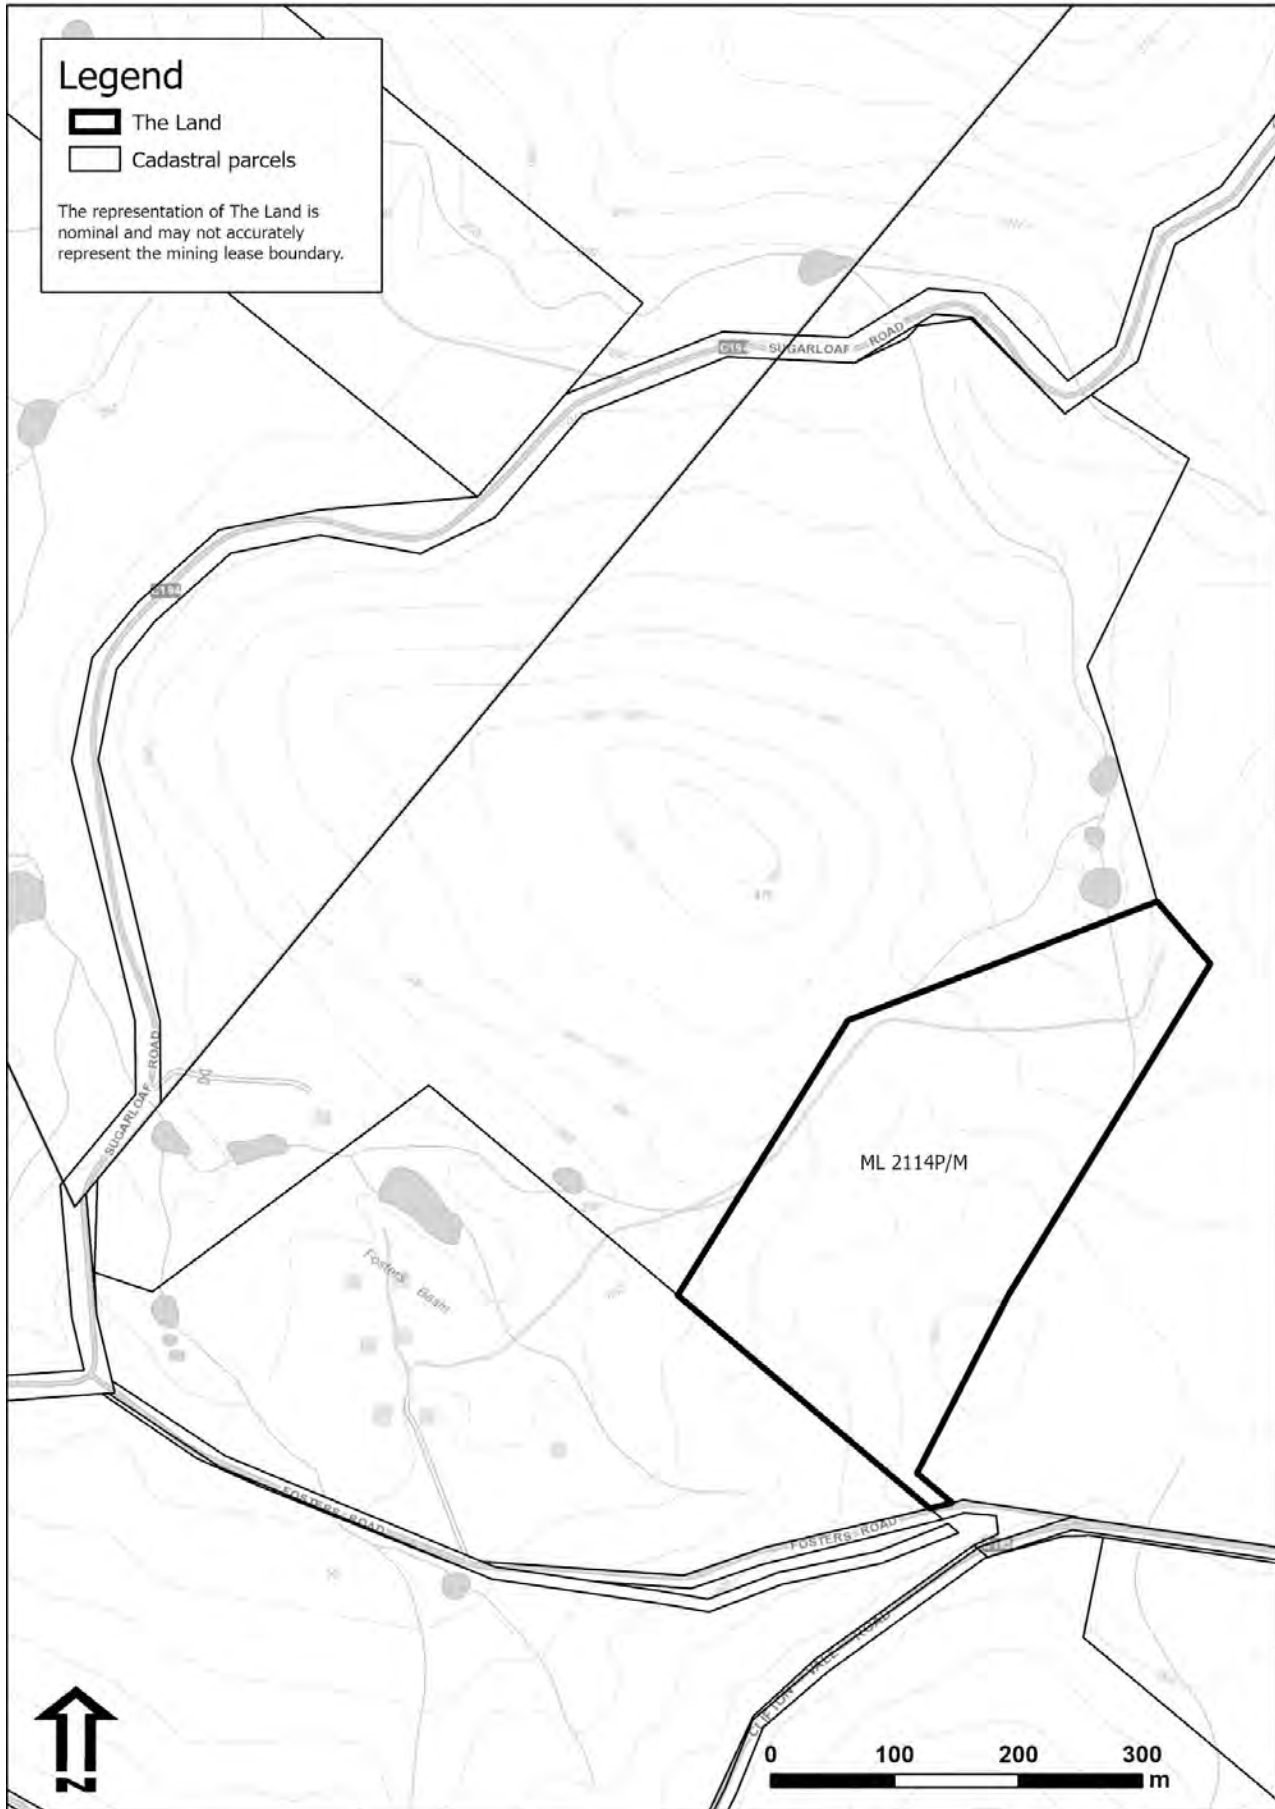 Legend
The Land
Cadastral parcels
The representation of The Land is
nominal and may not accurately
represent the mining lease boundary.
SUGARLOAF ROAD
C194
SUGARLOAF ROAD
ML 2114P/M
Fosters Basin
FOSTERS ROAD
FOSTERS ROAD
CLIFTON VALE ROAD
N
0 100 200 300
m